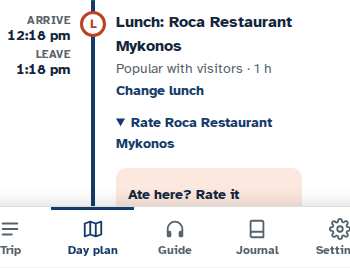 ARRIVE
12:18 pm
LEAVE
1:18 pm
L
Lunch: Roca Restaurant
Mykonos
Popular with visitors · 1 h
Change lunch
▼ Rate Roca Restaurant
Mykonos
Ate here? Rate it
Trip
Day plan
Guide
Journal
Settin